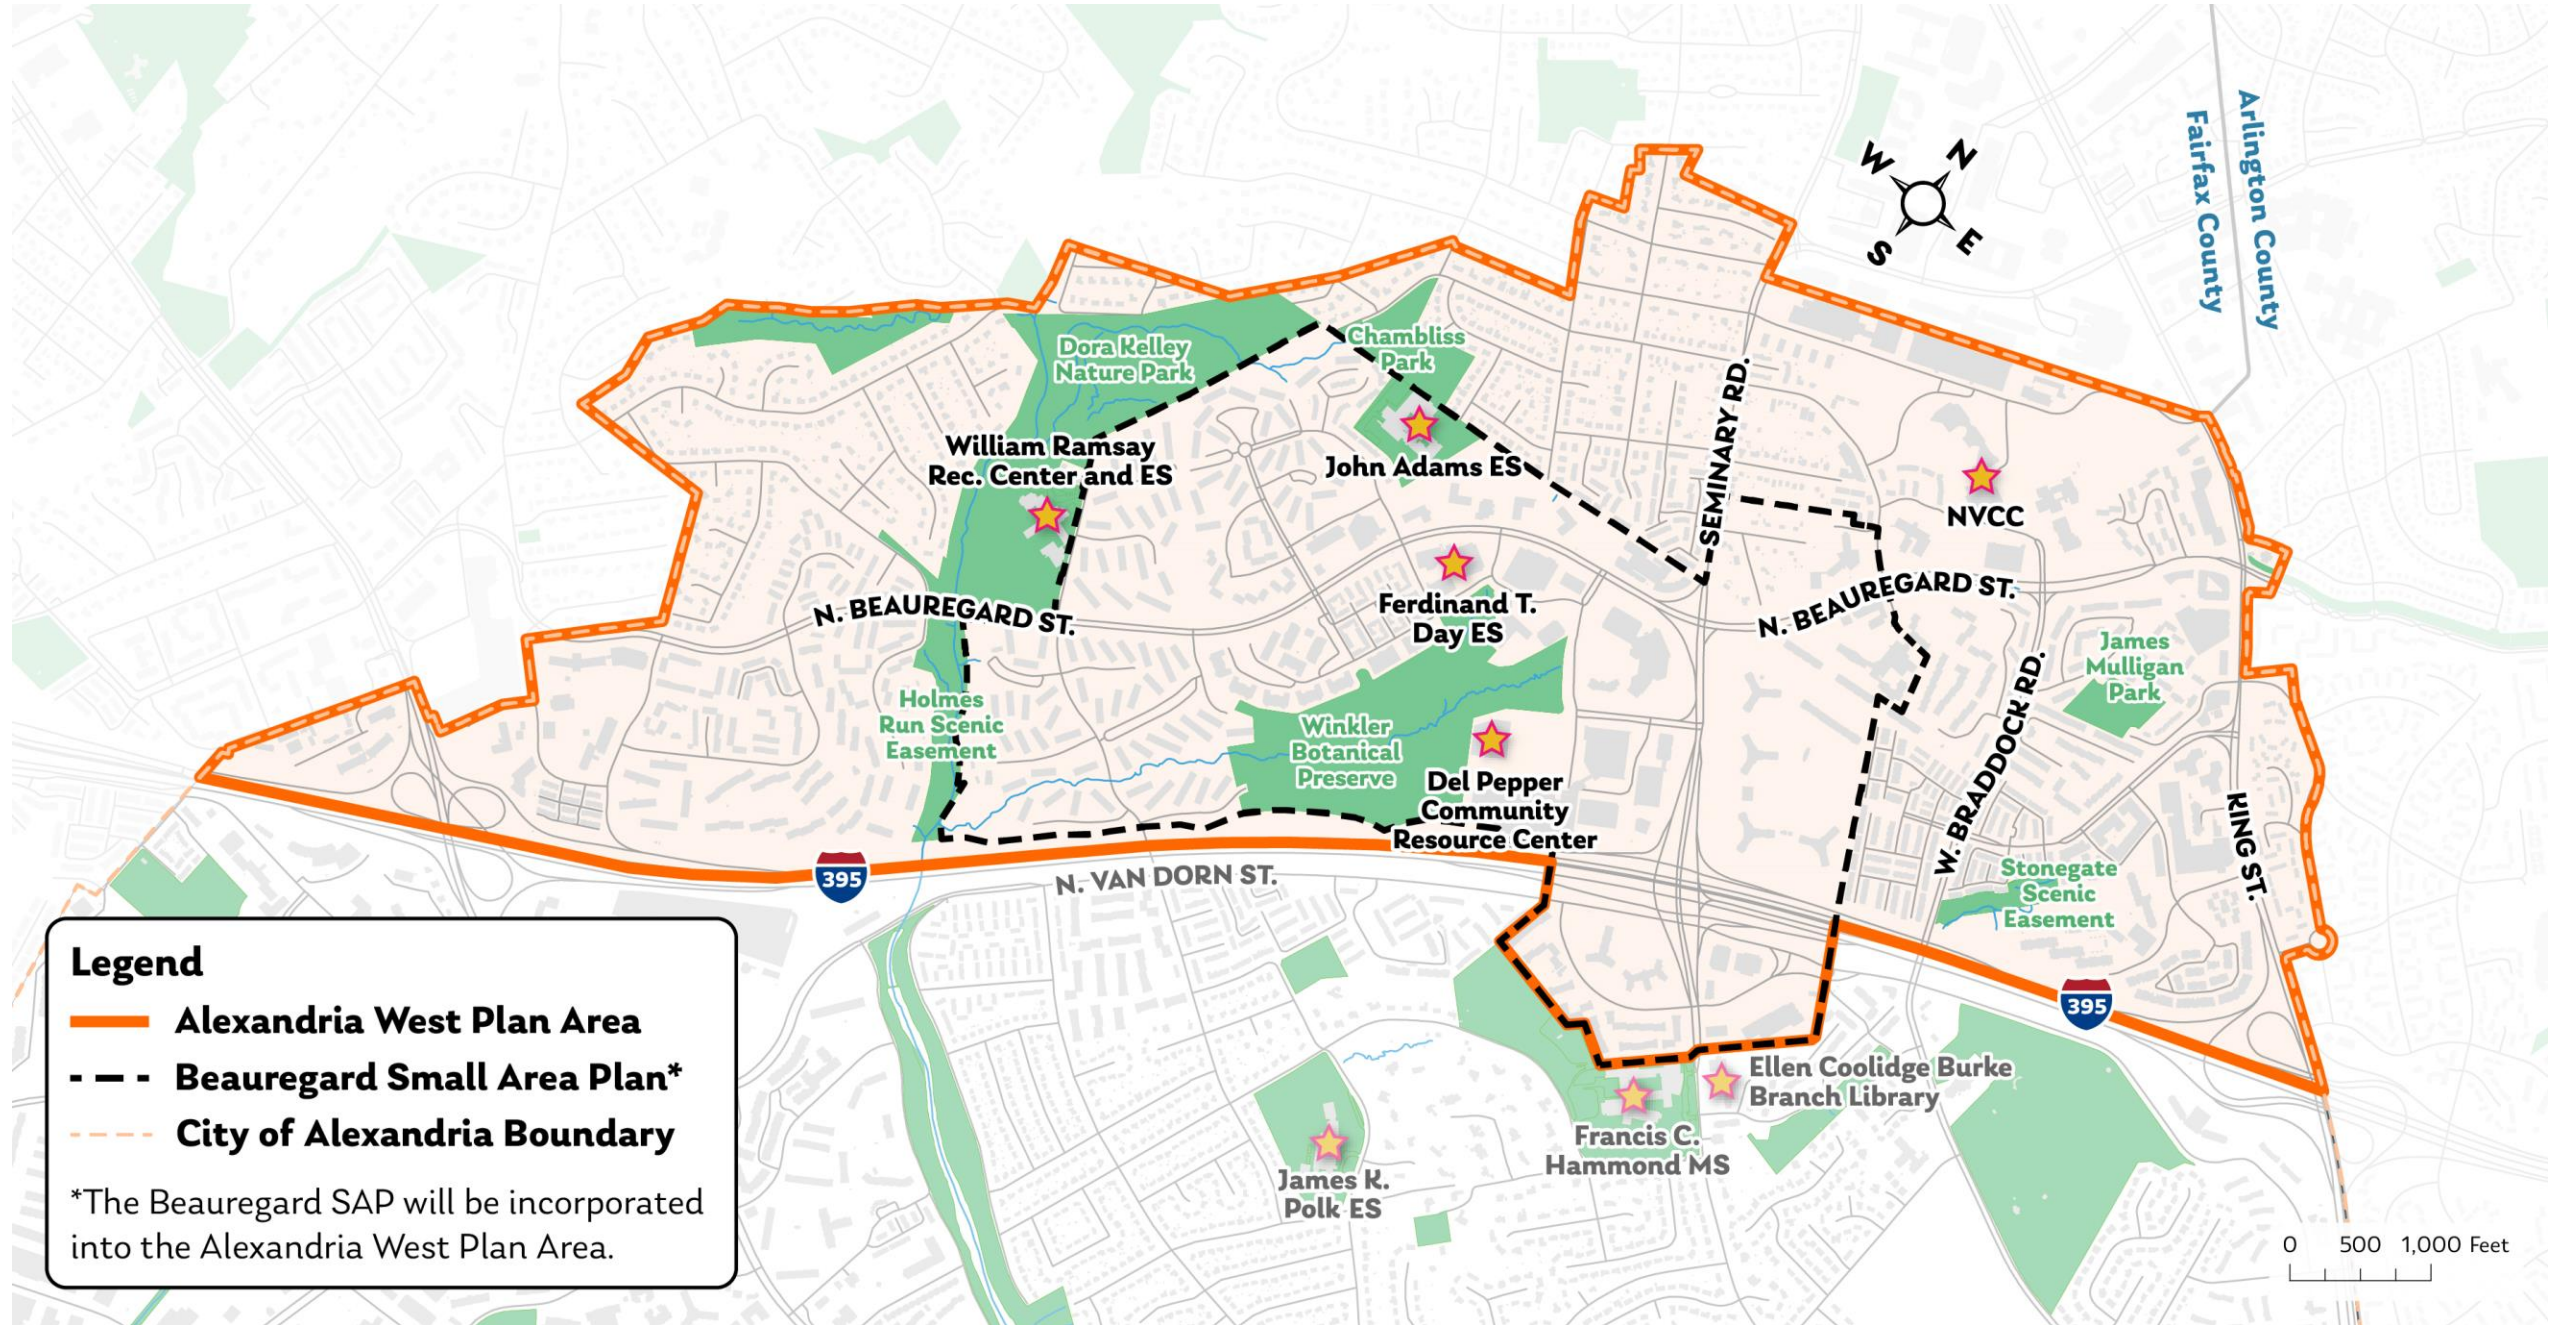 Arlington County
Fairfax County
W
N
S
E
Chambliss
Park
Dora Kelley
Nature Park
William Ramsay
Rec. Center and ES
John Adams ES
SEMINARY RD.
NVCC
N. BEAUREGARD ST.
Ferdinand T.
Day ES
N. BEAUREGARD ST.
James
Mulligan
Park
Holmes
Run Scenic
Easement
Winkler
Botanical
Preserve
Del Pepper
Community
Resource Center
W. BRADDOCK RD.
KING ST.
Stonegate
Scenic
Easement
395
N. VAN DORN ST.
395
Legend
Alexandria West Plan Area
Beauregard Small Area Plan*
City of Alexandria Boundary
*The Beauregard SAP will be incorporated
into the Alexandria West Plan Area.
Ellen Coolidge Burke
Branch Library
Francis C.
Hammond MS
James K.
Polk ES
0 500 1,000 Feet